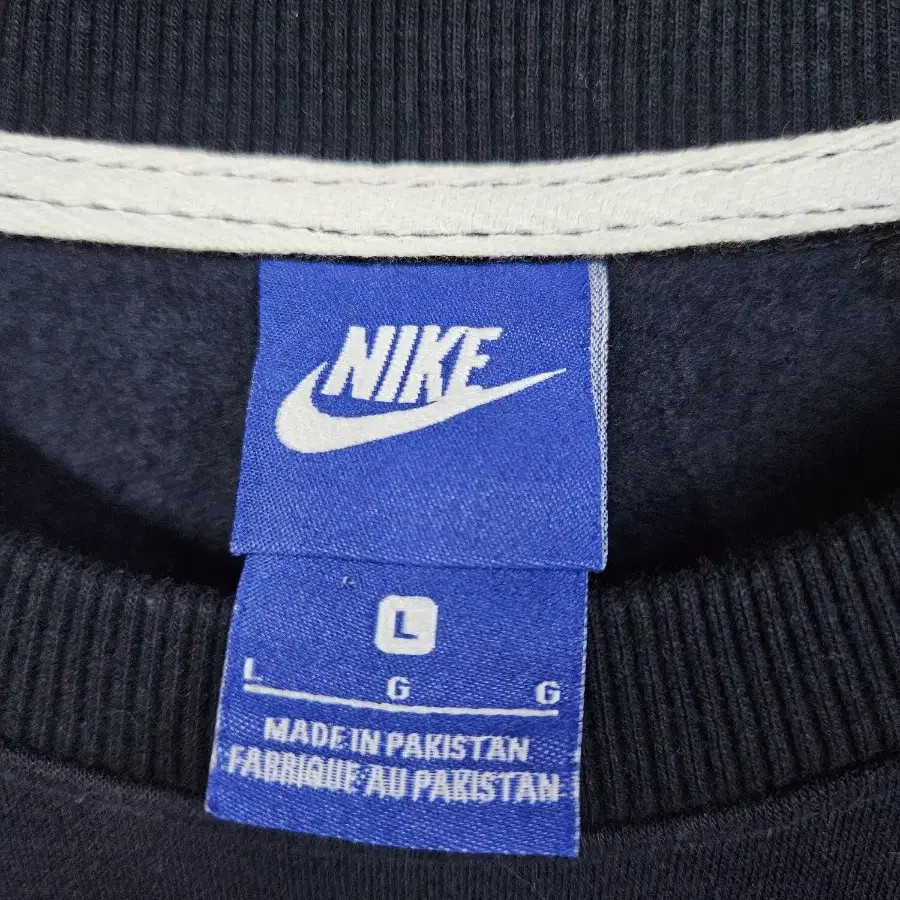 NIKE
L
L G G
MADE IN PAKISTAN
FABRIQUE AU PAKISTAN